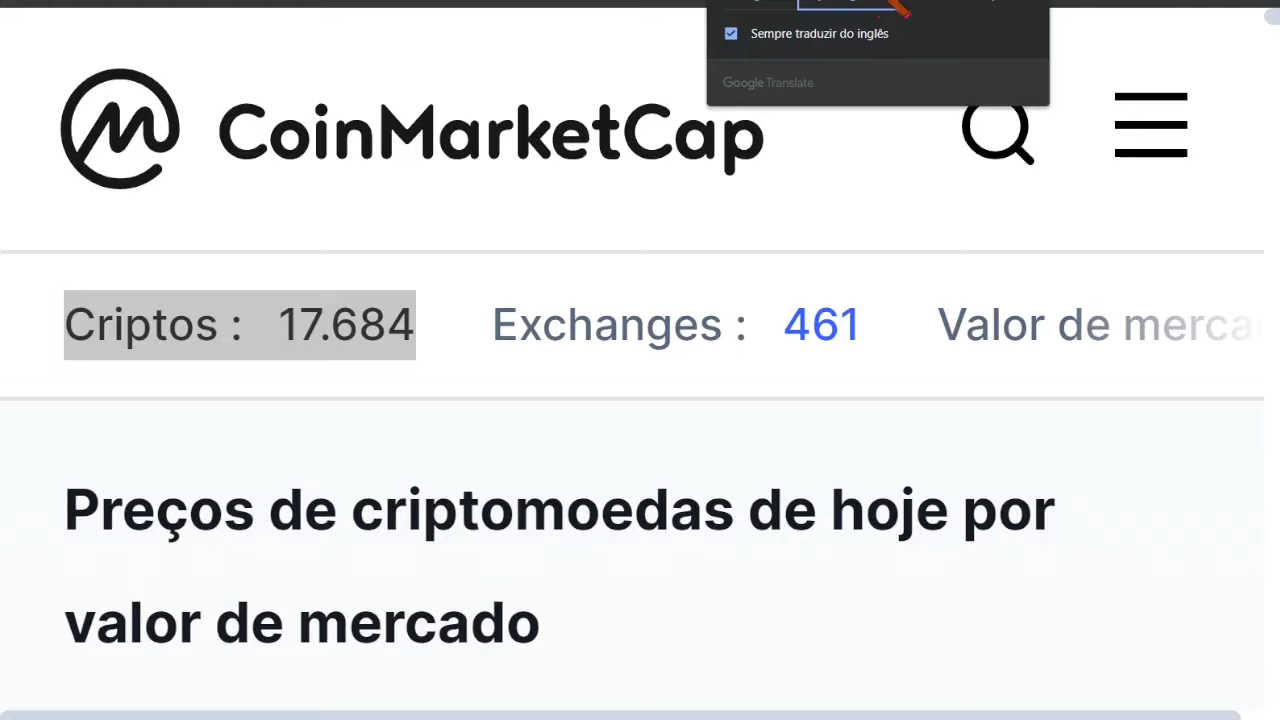 Sempre traduzir do inglês
Google Translate
CoinMarketCap
Criptos : 17.684 Exchanges : 461 Valor de merca
Preços de criptomoedas de hoje por
valor de mercado